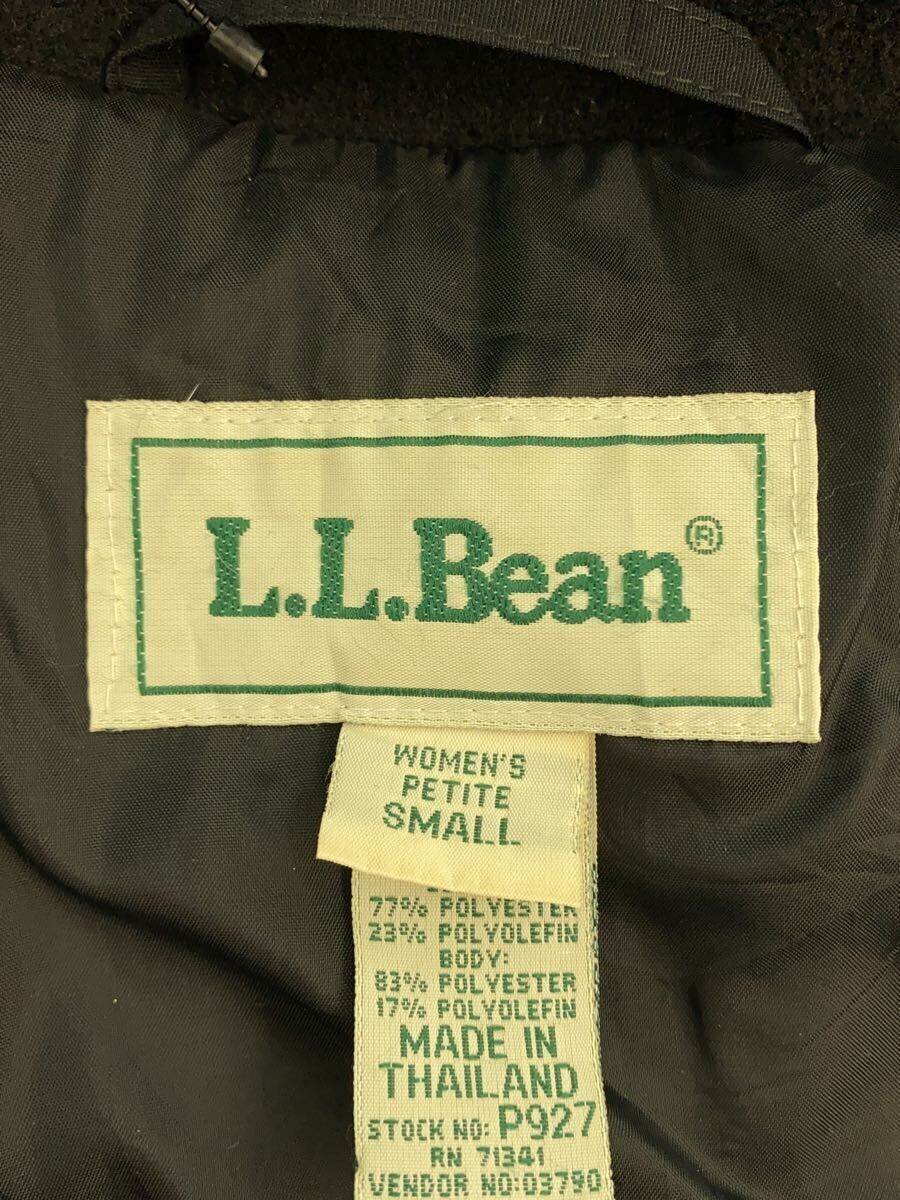 L.L.Bean®
WOMEN'S
PETITE
SMALL
77% POLYESTER
23% POLYOLEFIN
BODY:
83% POLYESTER
17% POLYOLEFIN
MADE IN
THAILAND
STOCK NO: P927
RN 71341
VENDOR NO:03790